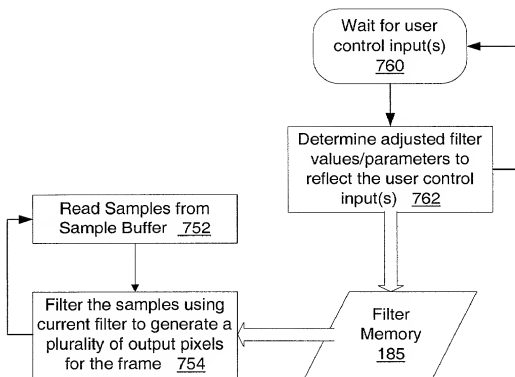 Wait for user
control input(s)
760
Determine adjusted filter
values/parameters to
reflect the user control
input(s) 762
Read Samples from
Sample Buffer 752
Filter the samples using
current filter to generate a
plurality of output pixels
for the frame 754
Filter
Memory
185